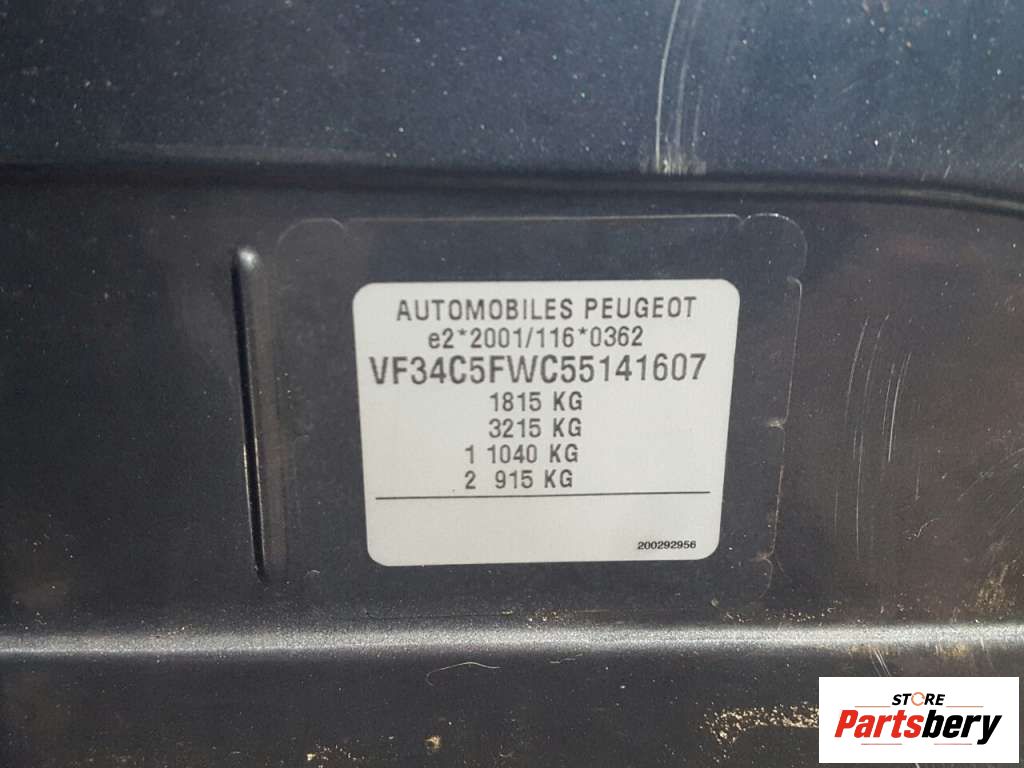 AUTOMOBILES PEUGEOT
e2*2001/116*0362
VF34C5FWC55141607
1815 KG
3215 KG
1 1040 KG
2 915 KG
200292956
STORE
Partsbery